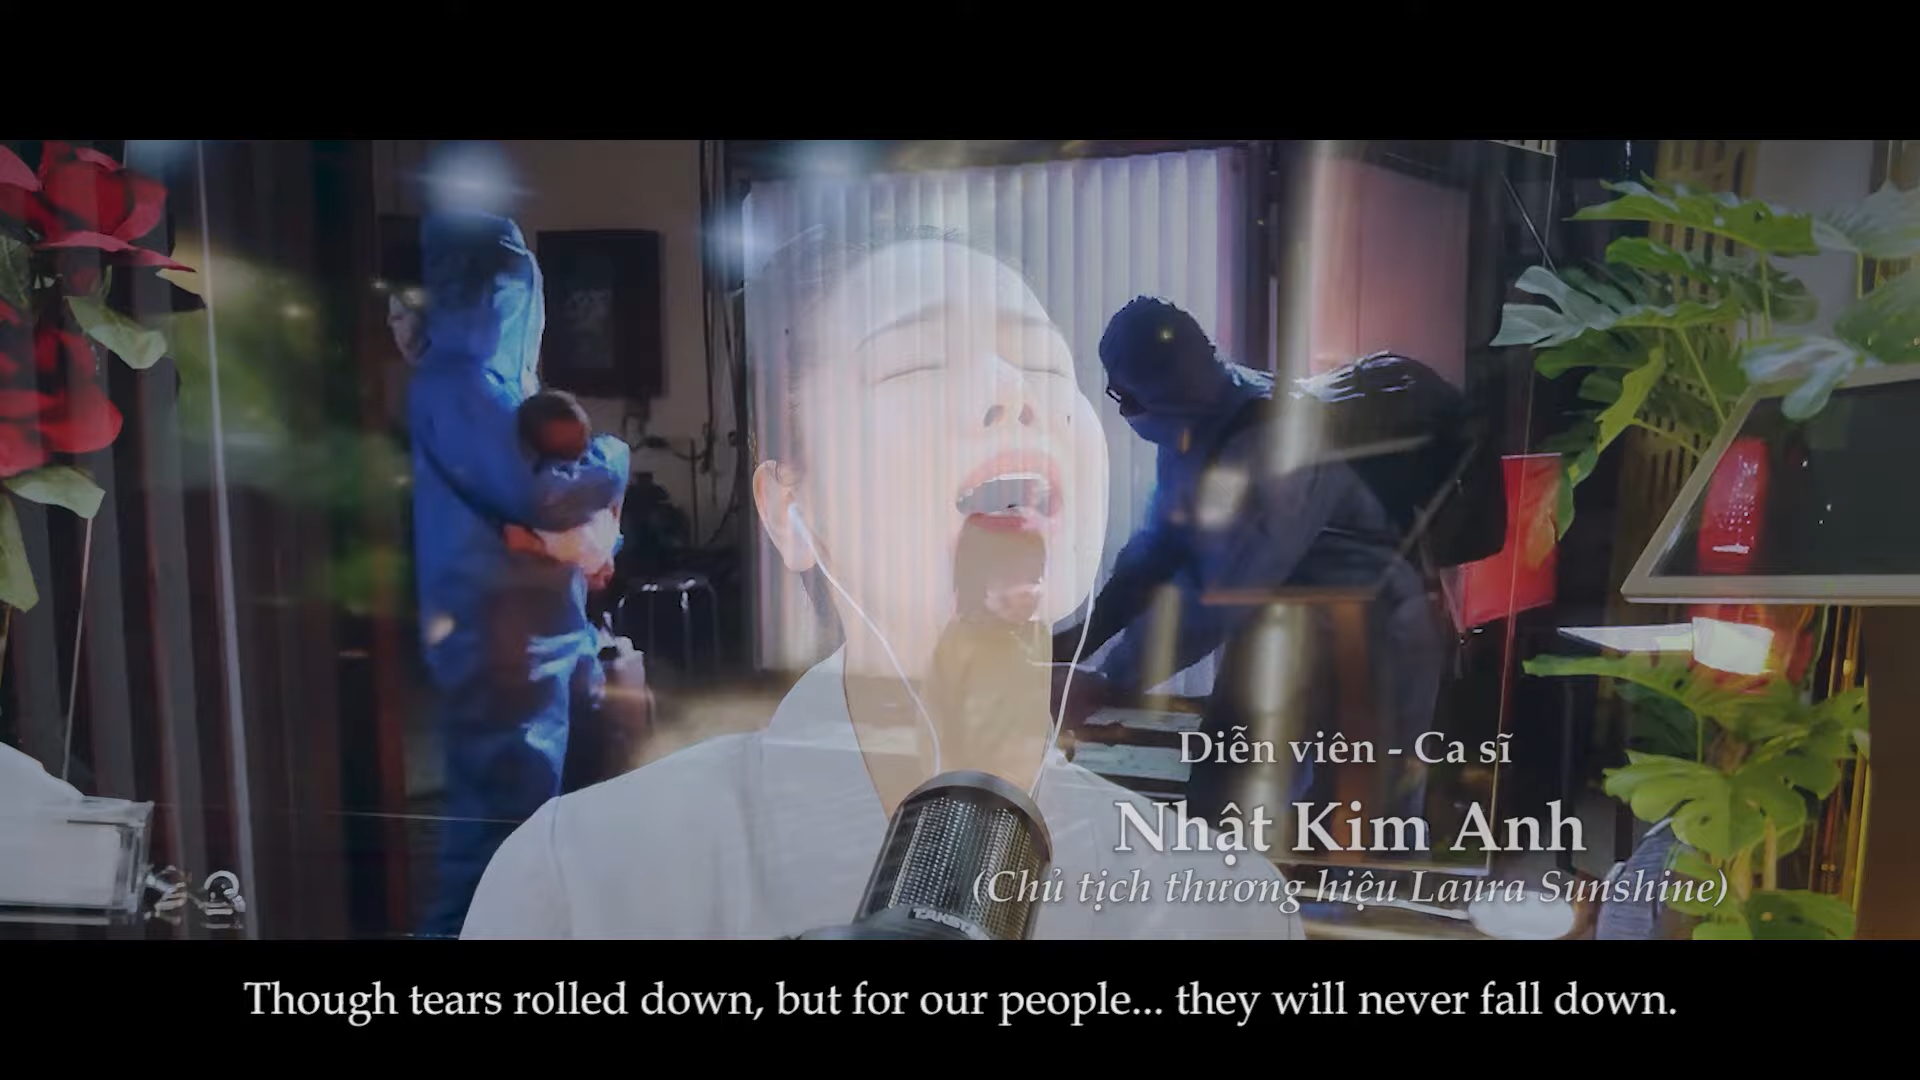 Diễn viên - Ca sĩ
Nhật Kim Anh
(Chủ tịch thương hiệu Laura Sunshine)
TAKSTAR
Though tears rolled down, but for our people... they will never fall down.